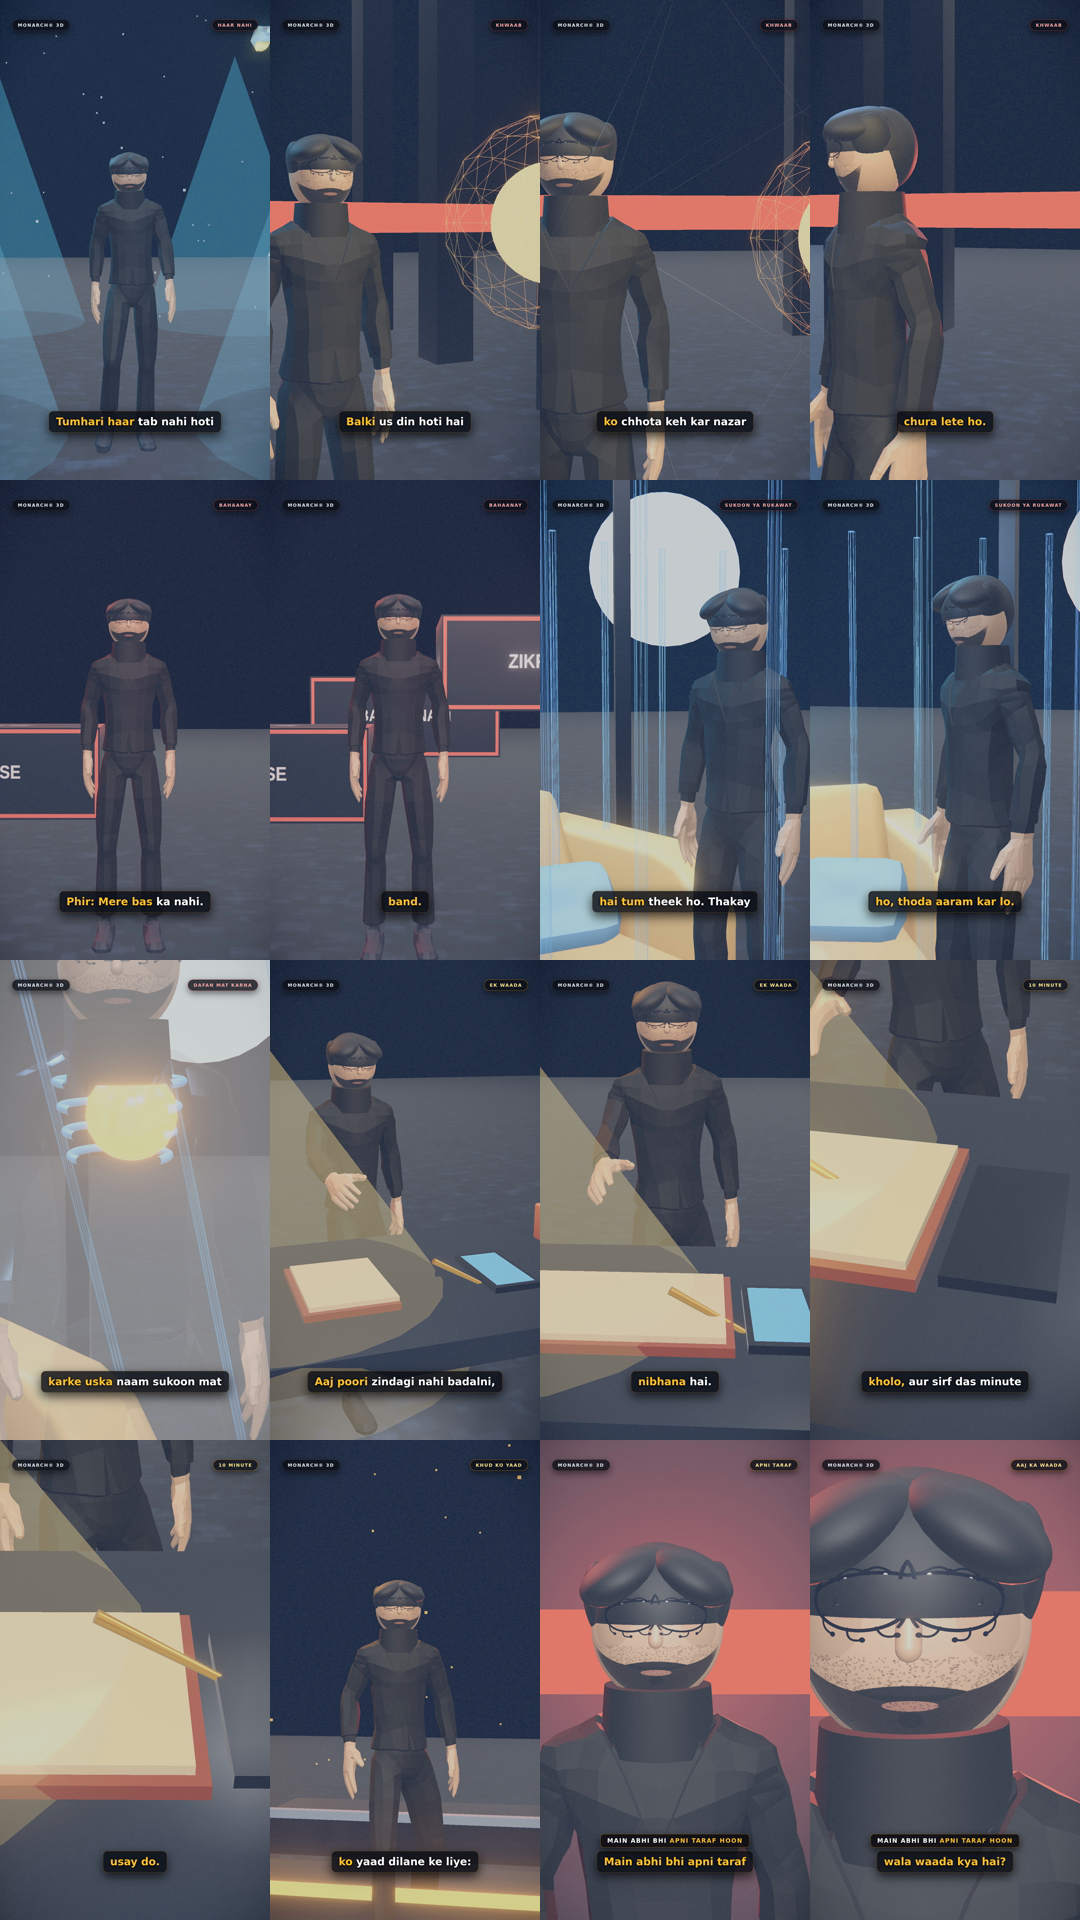 MONARCH® 3D
HAAR NAHI
Tumhari haar tab nahi hoti
MONARCH® 3D
KHWAAB
Balki us din hoti hai
MONARCH® 3D
KHWAAB
ko chhota keh kar nazar
MONARCH® 3D
KHWAAB
chura lete ho.
MONARCH® 3D
BAHAANAY
SE
Phir: Mere bas ka nahi.
MONARCH® 3D
BAHAANAY
ZIKR
SE
band.
MONARCH® 3D
SUKOON YA RUKAWAT
hai tum theek ho. Thakay
MONARCH® 3D
SUKOON YA RUKAWAT
ho, thoda aaram kar lo.
MONARCH® 3D
DAFAN MAT KARNA
karke uska naam sukoon mat
MONARCH® 3D
EK WAADA
Aaj poori zindagi nahi badalni,
MONARCH® 3D
EK WAADA
nibhana hai.
MONARCH® 3D
10 MINUTE
kholo, aur sirf das minute
MONARCH® 3D
10 MINUTE
usay do.
MONARCH® 3D
KHUD KO YAAD
ko yaad dilane ke liye:
MONARCH® 3D
APNI TARAF
MAIN ABHI BHI APNI TARAF HOON
Main abhi bhi apni taraf
MONARCH® 3D
AAJ KA WAADA
MAIN ABHI BHI APNI TARAF HOON
wala waada kya hai?